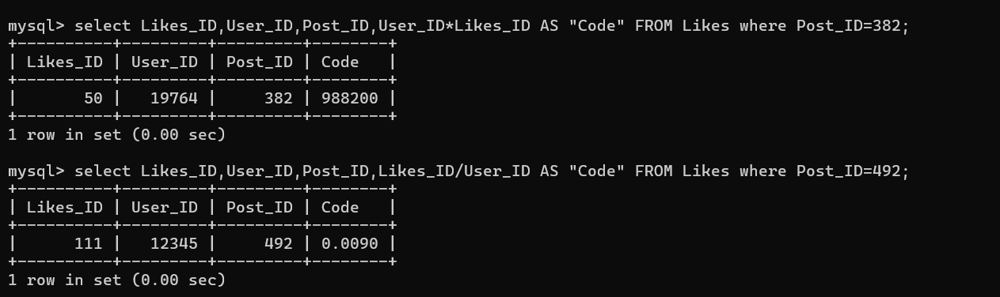 mysql> select Likes_ID,User_ID,Post_ID,User_ID*Likes_ID AS "Code" FROM Likes where Post_ID=382;
+----------+---------+---------+--------+
| Likes_ID | User_ID | Post_ID | Code   |
+----------+---------+---------+--------+
|       50 |   19764 |     382 | 988200 |
+----------+---------+---------+--------+
1 row in set (0.00 sec)

mysql> select Likes_ID,User_ID,Post_ID,Likes_ID/User_ID AS "Code" FROM Likes where Post_ID=492;
+----------+---------+---------+--------+
| Likes_ID | User_ID | Post_ID | Code   |
+----------+---------+---------+--------+
|      111 |   12345 |     492 | 0.0090 |
+----------+---------+---------+--------+
1 row in set (0.00 sec)